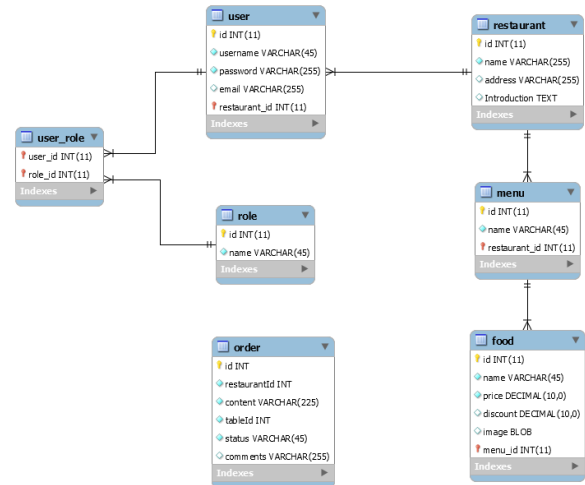 user
id INT(11)
username VARCHAR(45)
password VARCHAR(255)
email VARCHAR(255)
restaurant_id INT(11)
Indexes
restaurant
id INT(11)
name VARCHAR(255)
address VARCHAR(255)
Introduction TEXT
Indexes
user_role
user_id INT(11)
role_id INT(11)
Indexes
role
id INT(11)
name VARCHAR(45)
Indexes
menu
id INT(11)
name VARCHAR(45)
restaurant_id INT(11)
Indexes
order
id INT
restaurantId INT
content VARCHAR(225)
tableId INT
status VARCHAR(45)
comments VARCHAR(255)
Indexes
food
id INT(11)
name VARCHAR(45)
price DECIMAL(10,0)
discount DECIMAL(10,0)
image BLOB
menu_id INT(11)
Indexes